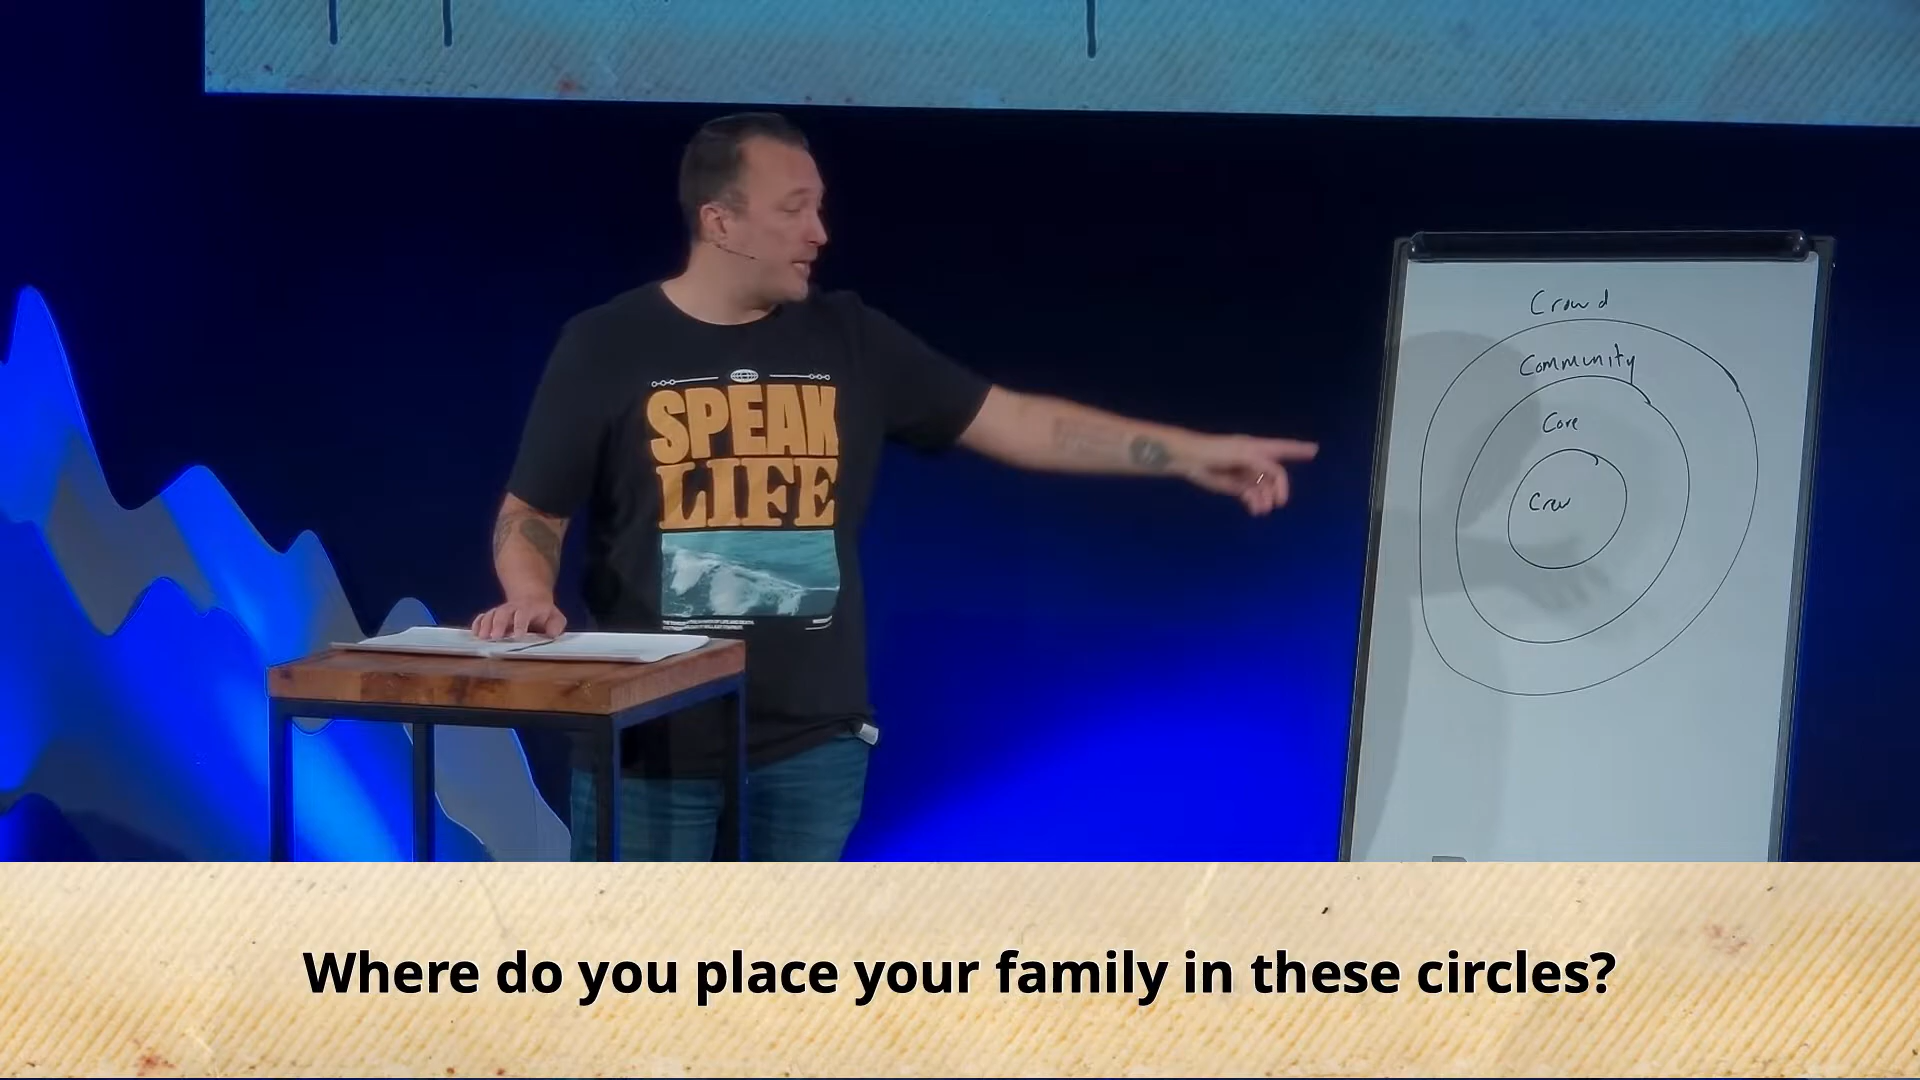 SPEAK
LIFE
Crowd
Community
Core
Crew
Where do you place your family in these circles?